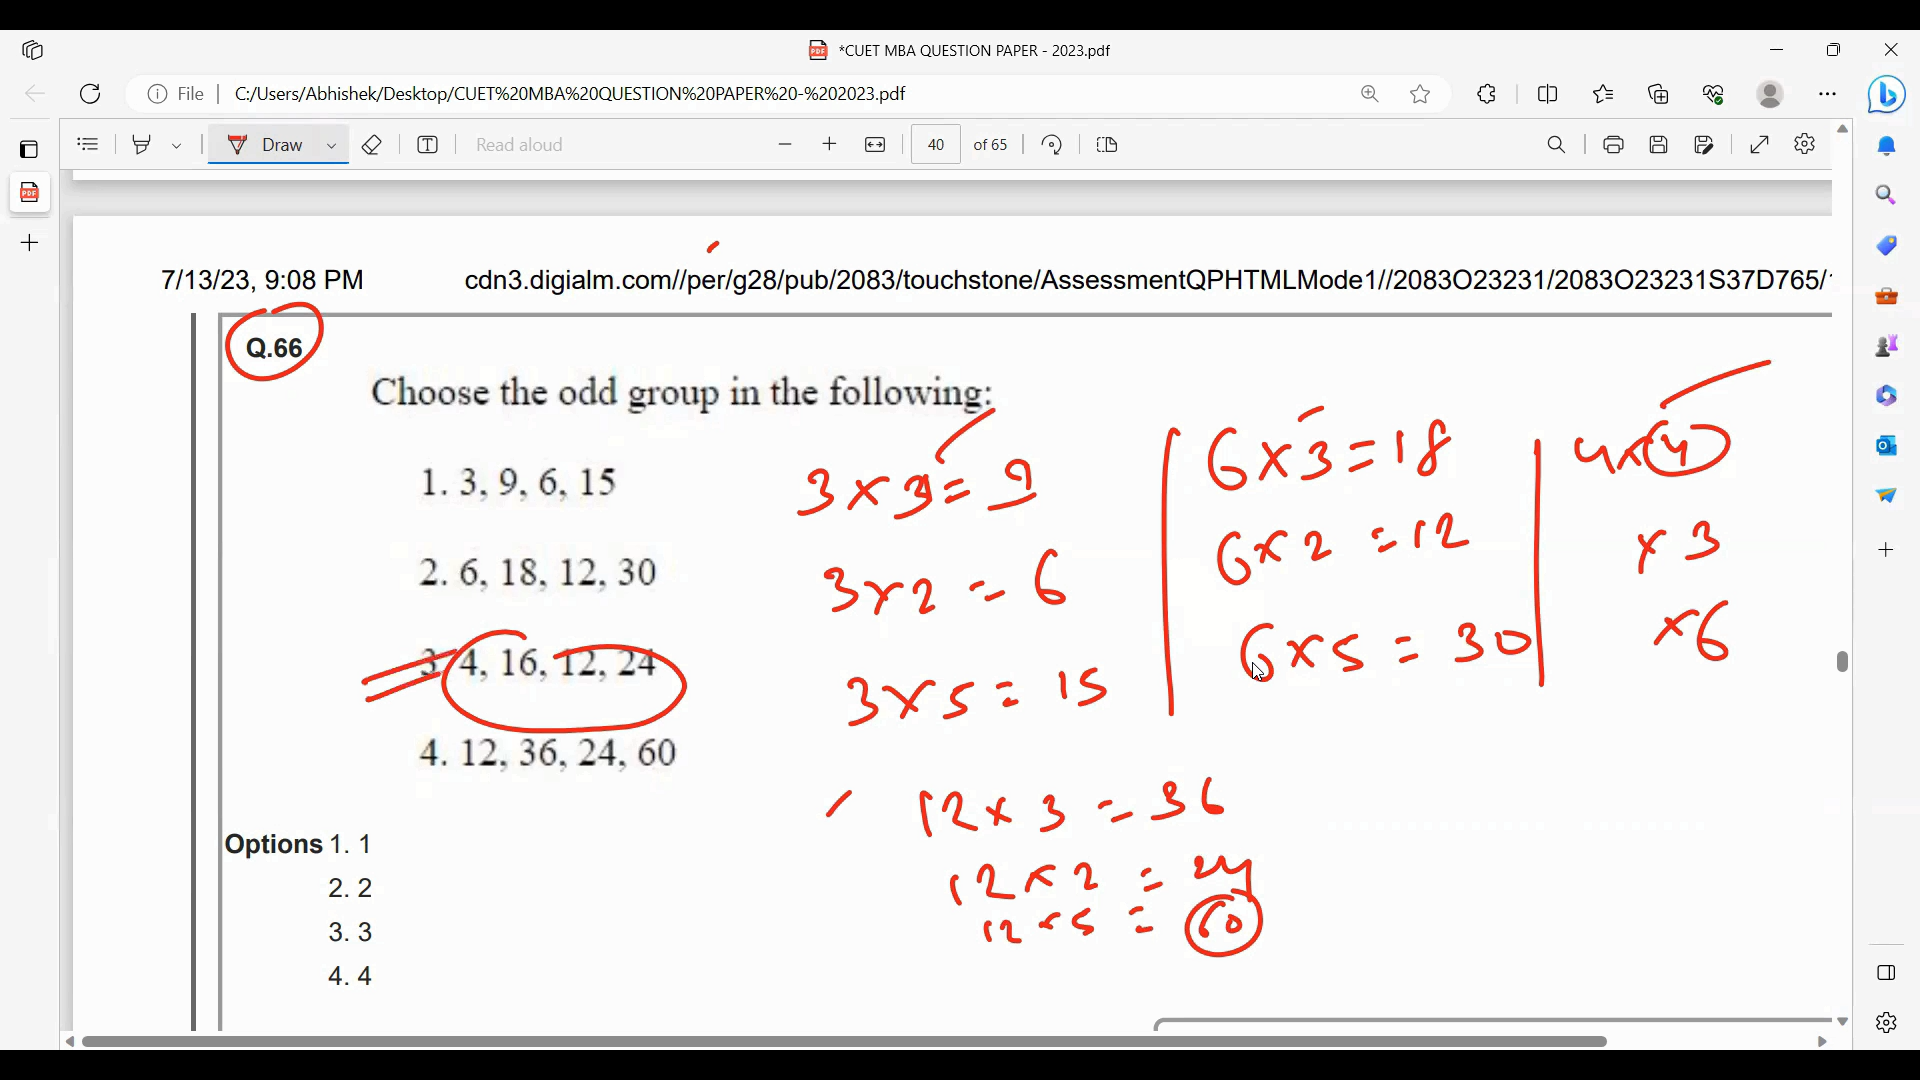 *CUET MBA QUESTION PAPER - 2023.pdf
File
C:/Users/Abhishek/Desktop/CUET%20MBA%20QUESTION%20PAPER%20-%202023.pdf
Draw
Read aloud
40
of 65
7/13/23, 9:08 PM
cdn3.digialm.com//per/g28/pub/2083/touchstone/AssessmentQPHTMLMode1//2083O23231/2083O23231S37D765/
Q.66
Choose the odd group in the following:
1. 3, 9, 6, 15
2. 6, 18, 12, 30
3. 4, 16, 12, 24
4. 12, 36, 24, 60
3 x 3 = 9
3 x 2 = 6
3 x 5 = 15
6 x 3 = 18
6 x 2 = 12
6 x 5 = 30
4 x 4
x 3
x 6
12 x 3 = 36
12 x 2 = 24
12 x 5 = 60
Options 1. 1
2. 2
3. 3
4. 4